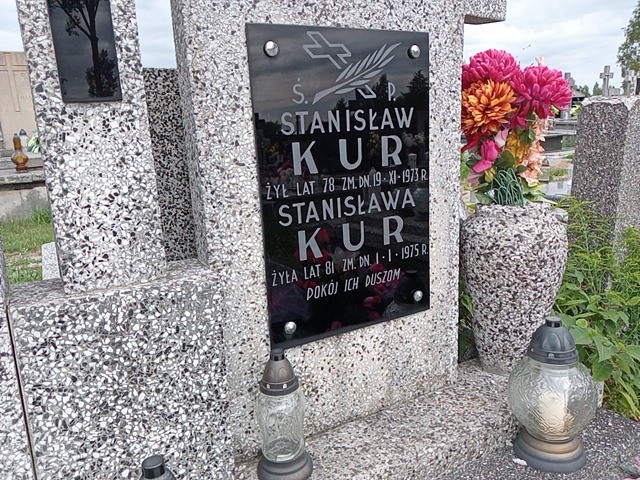 Ś. P.
STANISŁAW
KUR
ŻYŁ LAT 78 ZM. DN. 19·XI·1973 R.
STANISŁAWA
KUR
ŻYŁA LAT 81 ZM. DN. 1·I·1975 R.
POKÓJ ICH DUSZOM